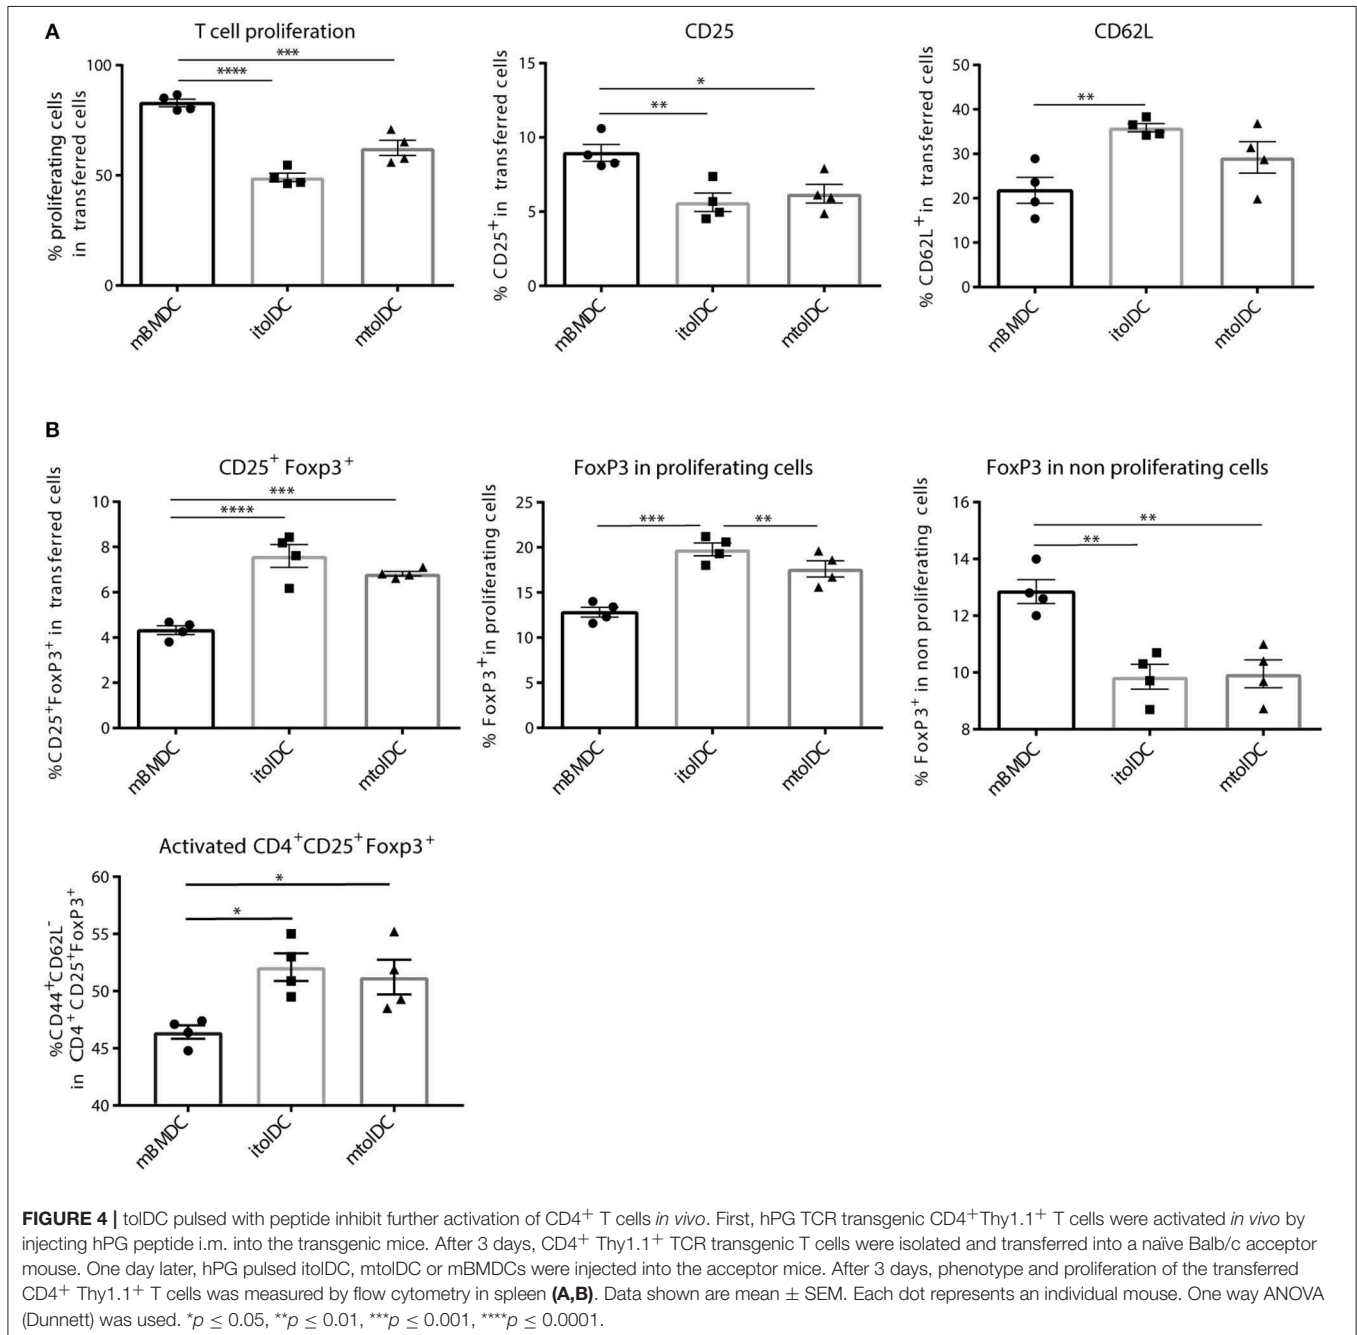 A
T cell proliferation
% proliferating cells
in transferred cells
100
50
0
***
****
mBMDC
itolDC
mtolDC
CD25
% CD25+ in transferred cells
15
10
5
0
*
**
mBMDC
itolDC
mtolDC
CD62L
% CD62L+ in transferred cells
50
40
30
20
10
0
**
mBMDC
itolDC
mtolDC
B
CD25+ Foxp3+
%CD25+FoxP3+ in transferred cells
10
8
6
4
2
0
***
****
mBMDC
itolDC
mtolDC
FoxP3 in proliferating cells
% FoxP3+ in proliferating cells
25
20
15
10
5
0
***
**
mBMDC
itolDC
mtolDC
FoxP3 in non proliferating cells
% FoxP3+ in non proliferating cells
16
14
12
10
8
**
**
mBMDC
itolDC
mtolDC
Activated CD4+CD25+Foxp3+
%CD44+CD62L-
in CD4+ CD25+FoxP3+
60
55
50
45
40
*
*
mBMDC
itolDC
mtolDC
FIGURE 4 | tolDC pulsed with peptide inhibit further activation of CD4+ T cells in vivo. First, hPG TCR transgenic CD4+Thy1.1+ T cells were activated in vivo by
injecting hPG peptide i.m. into the transgenic mice. After 3 days, CD4+ Thy1.1+ TCR transgenic T cells were isolated and transferred into a naïve Balb/c acceptor
mouse. One day later, hPG pulsed itolDC, mtolDC or mBMDCs were injected into the acceptor mice. After 3 days, phenotype and proliferation of the transferred
CD4+ Thy1.1+ T cells was measured by flow cytometry in spleen (A,B). Data shown are mean ± SEM. Each dot represents an individual mouse. One way ANOVA
(Dunnett) was used. *p ≤ 0.05, **p ≤ 0.01, ***p ≤ 0.001, ****p ≤ 0.0001.